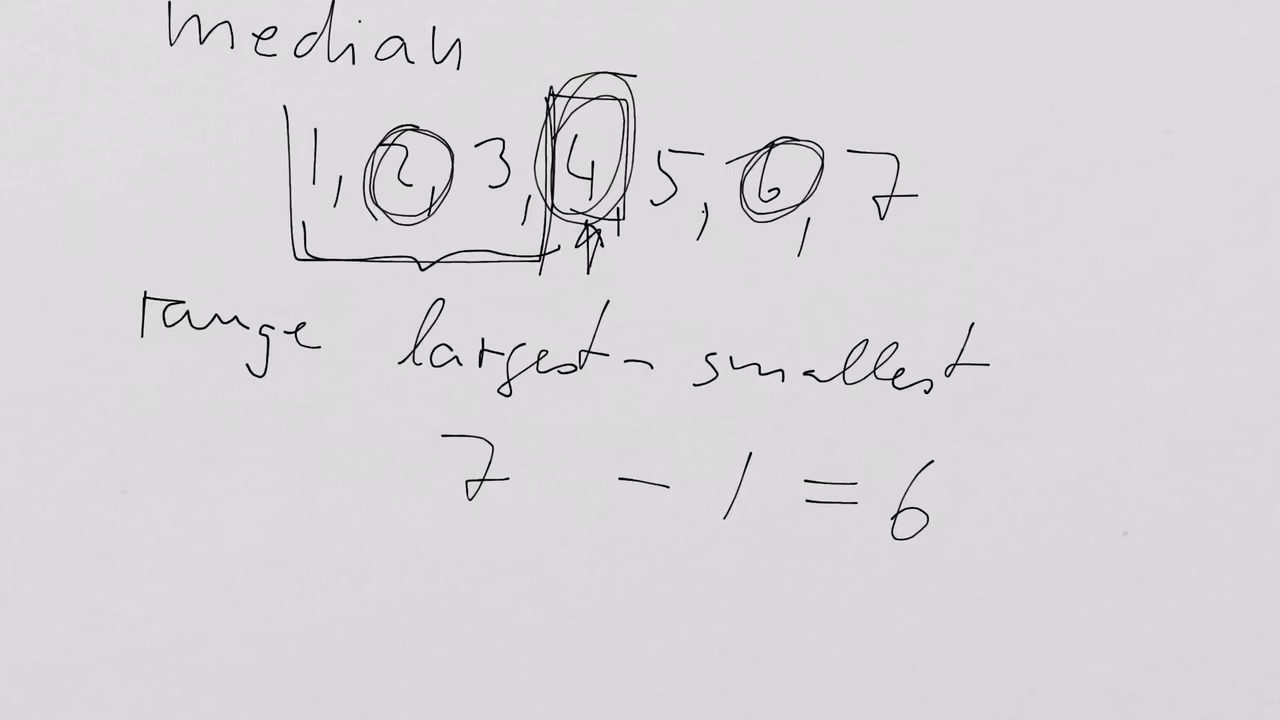 median
1, 2, 3, 4, 5, 6, 7
range largest - smallest
7 - 1 = 6